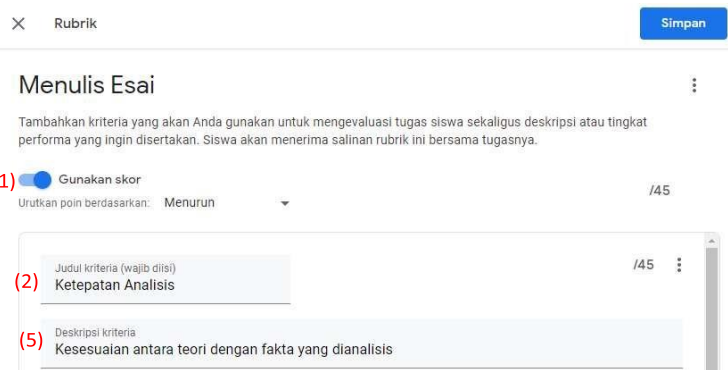 Rubrik
Simpan
Menulis Esai
Tambahkan kriteria yang akan Anda gunakan untuk mengevaluasi tugas siswa sekaligus deskripsi atau tingkat
performa yang ingin disertakan. Siswa akan menerima salinan rubrik ini bersama tugasnya.
1) Gunakan skor
/45
Urutkan poin berdasarkan: Menurun
Judul kriteria (wajib diisi)
/45
(2) Ketepatan Analisis
Deskripsi kriteria
(5) Kesesuaian antara teori dengan fakta yang dianalisis